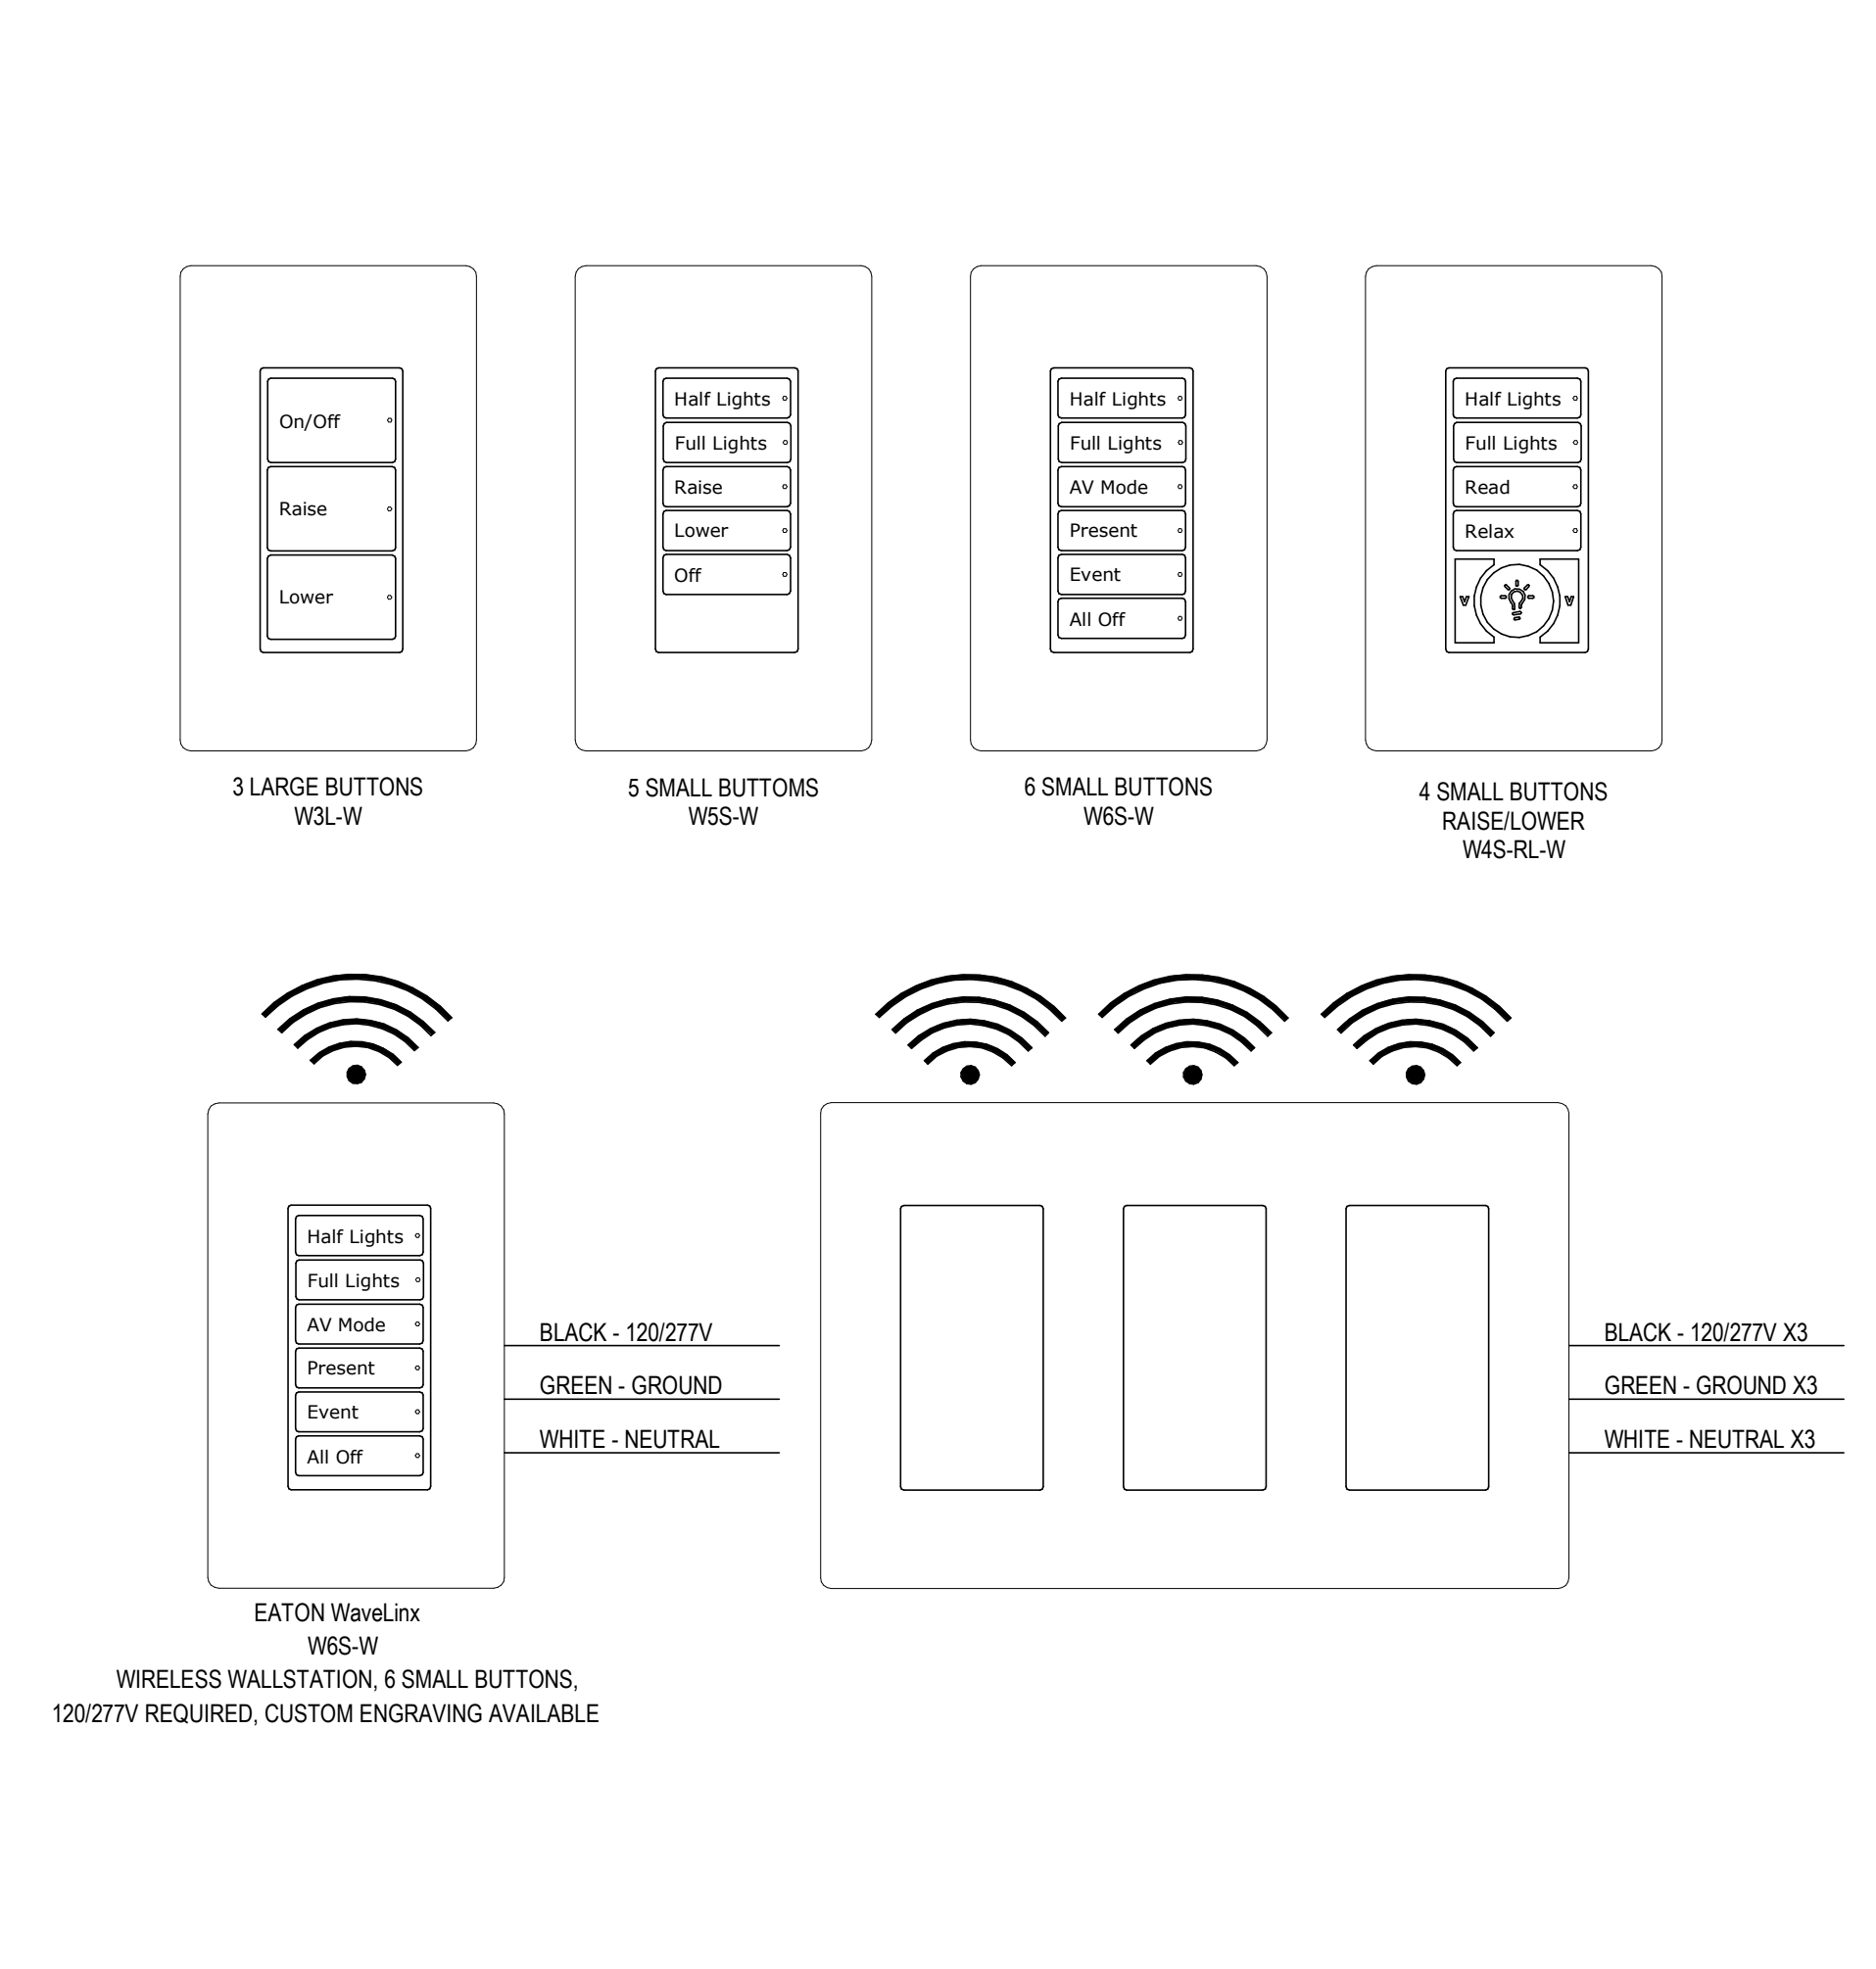 On/Off
Raise
Lower
3 LARGE BUTTONS
W3L-W
Half Lights
Full Lights
Raise
Lower
Off
5 SMALL BUTTOMS
W5S-W
Half Lights
Full Lights
AV Mode
Present
Event
All Off
6 SMALL BUTTONS
W6S-W
Half Lights
Full Lights
Read
Relax
4 SMALL BUTTONS
RAISE/LOWER
W4S-RL-W
Half Lights
Full Lights
AV Mode
Present
Event
All Off
BLACK - 120/277V
GREEN - GROUND
WHITE - NEUTRAL
EATON WaveLinx
W6S-W
WIRELESS WALLSTATION, 6 SMALL BUTTONS,
120/277V REQUIRED, CUSTOM ENGRAVING AVAILABLE
BLACK - 120/277V X3
GREEN - GROUND X3
WHITE - NEUTRAL X3